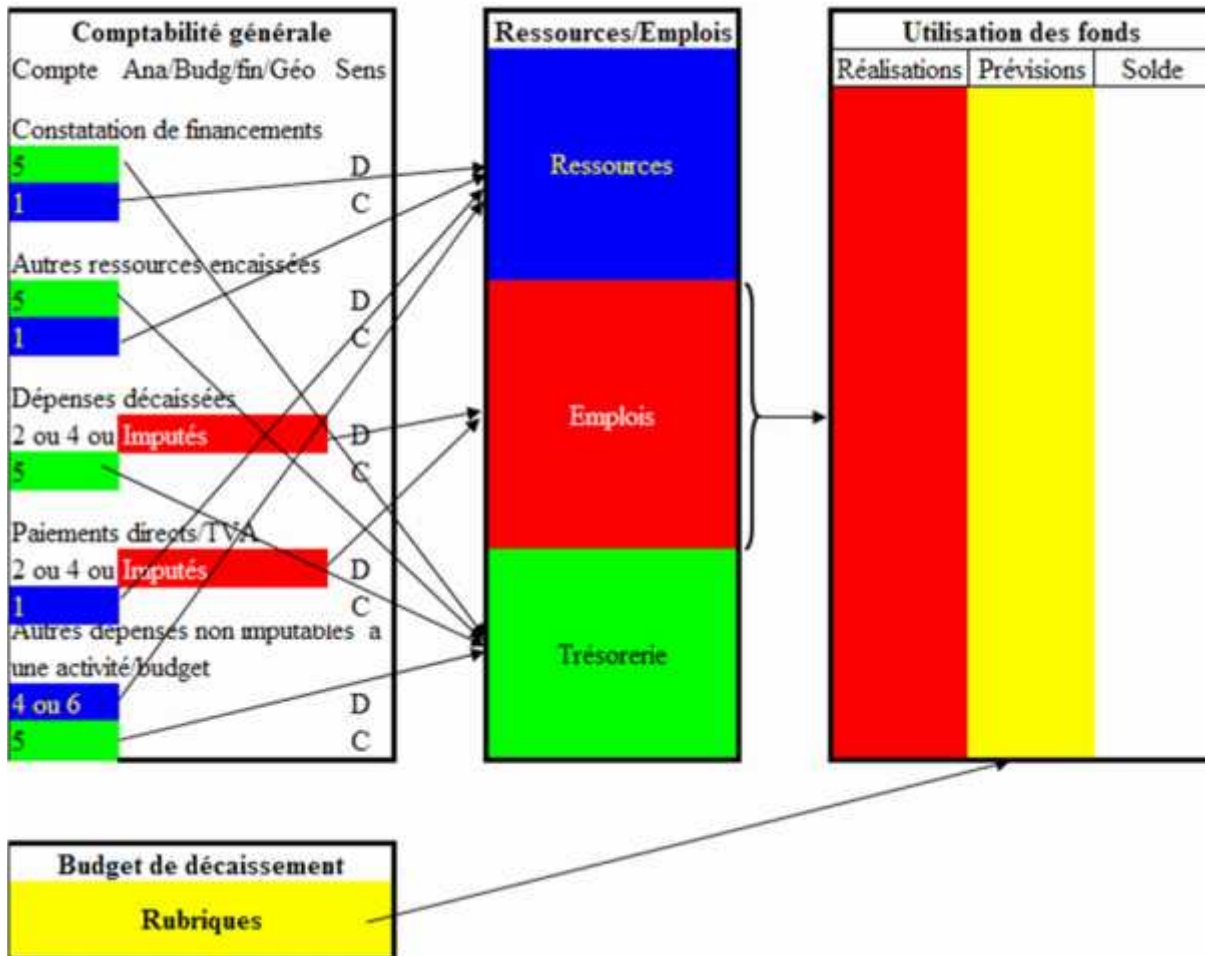 Comptabilité générale
Compte Ana/Budg/fin/Géo Sens
Constatation de financements
5 D
1 C
Autres ressources encaissées
5 D
1 C
Dépenses décaissées
2 ou 4 ou Imputés D
5 C
Paiements directs/TVA
2 ou 4 ou Imputés D
1 C
Autres dépenses non imputables a
une activité/budget
4 ou 6 D
5 C
Ressources/Emplois
Ressources
Emplois
Trésorerie
Utilisation des fonds
Réalisations Prévisions Solde
Budget de décaissement
Rubriques